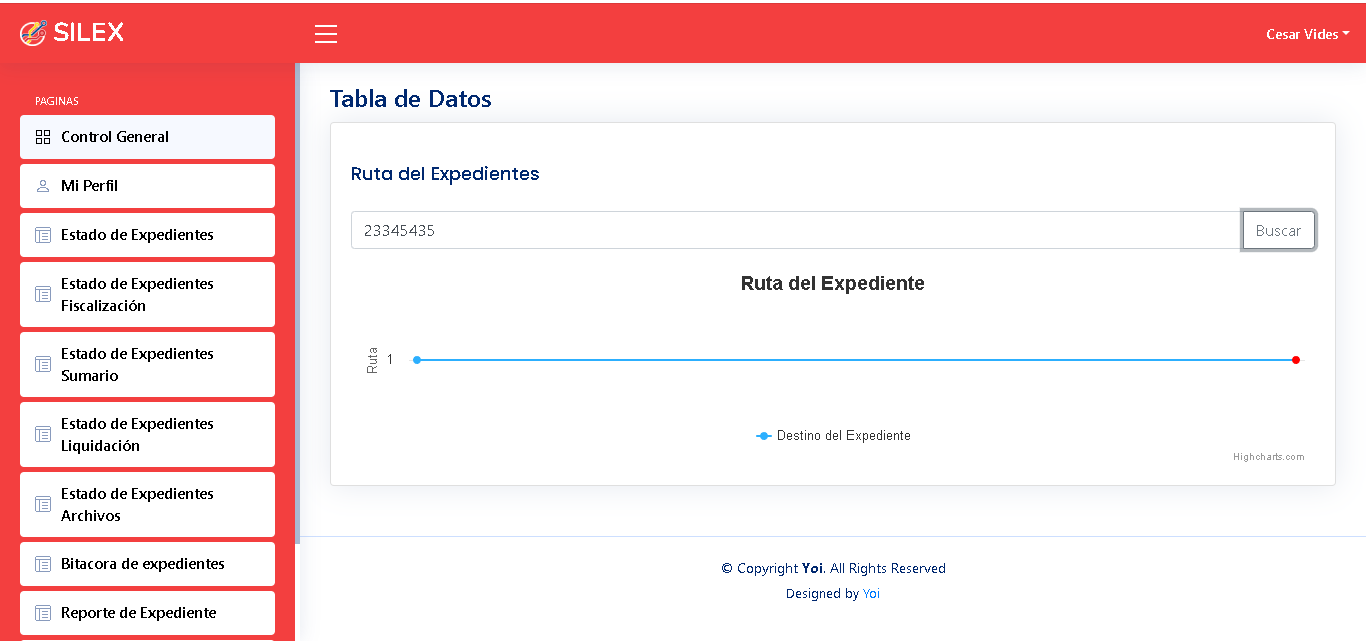 SILEX
Cesar Vides
PAGINAS
Control General
Mi Perfil
Estado de Expedientes
Estado de Expedientes
Fiscalización
Estado de Expedientes
Sumario
Estado de Expedientes
Liquidación
Estado de Expedientes
Archivos
Bitacora de expedientes
Reporte de Expediente
Tabla de Datos
Ruta del Expedientes
23345435
Buscar
Ruta del Expediente
Ruta
1
Destino del Expediente
Highcharts.com
© Copyright Yoi. All Rights Reserved
Designed by Yoi